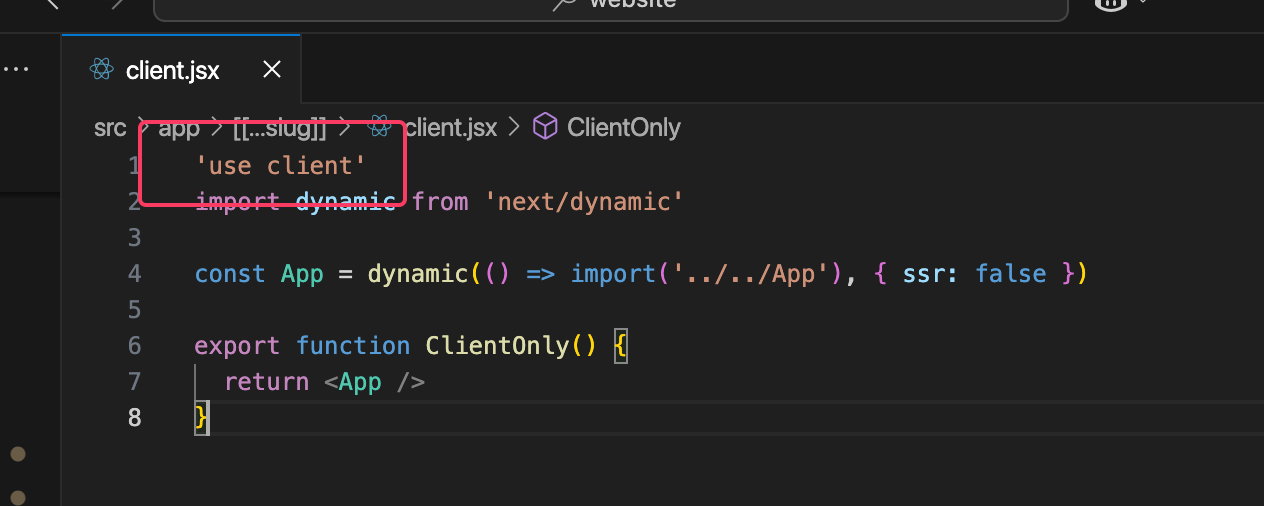 website
client.jsx
src > app > [[...slug]] > client.jsx > ClientOnly
1 'use client'
2 import dynamic from 'next/dynamic'
3
4 const App = dynamic(() => import('../../App'), { ssr: false })
5
6 export function ClientOnly() {
7 return <App />
8 }